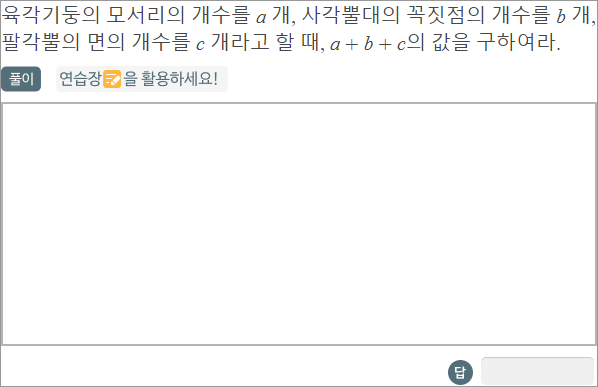 육각기둥의 모서리의 개수를 a 개, 사각뿔대의 꼭짓점의 개수를 b 개,
팔각뿔의 면의 개수를 c 개라고 할 때, a + b + c의 값을 구하여라.
풀이 연습장을 활용하세요!
답